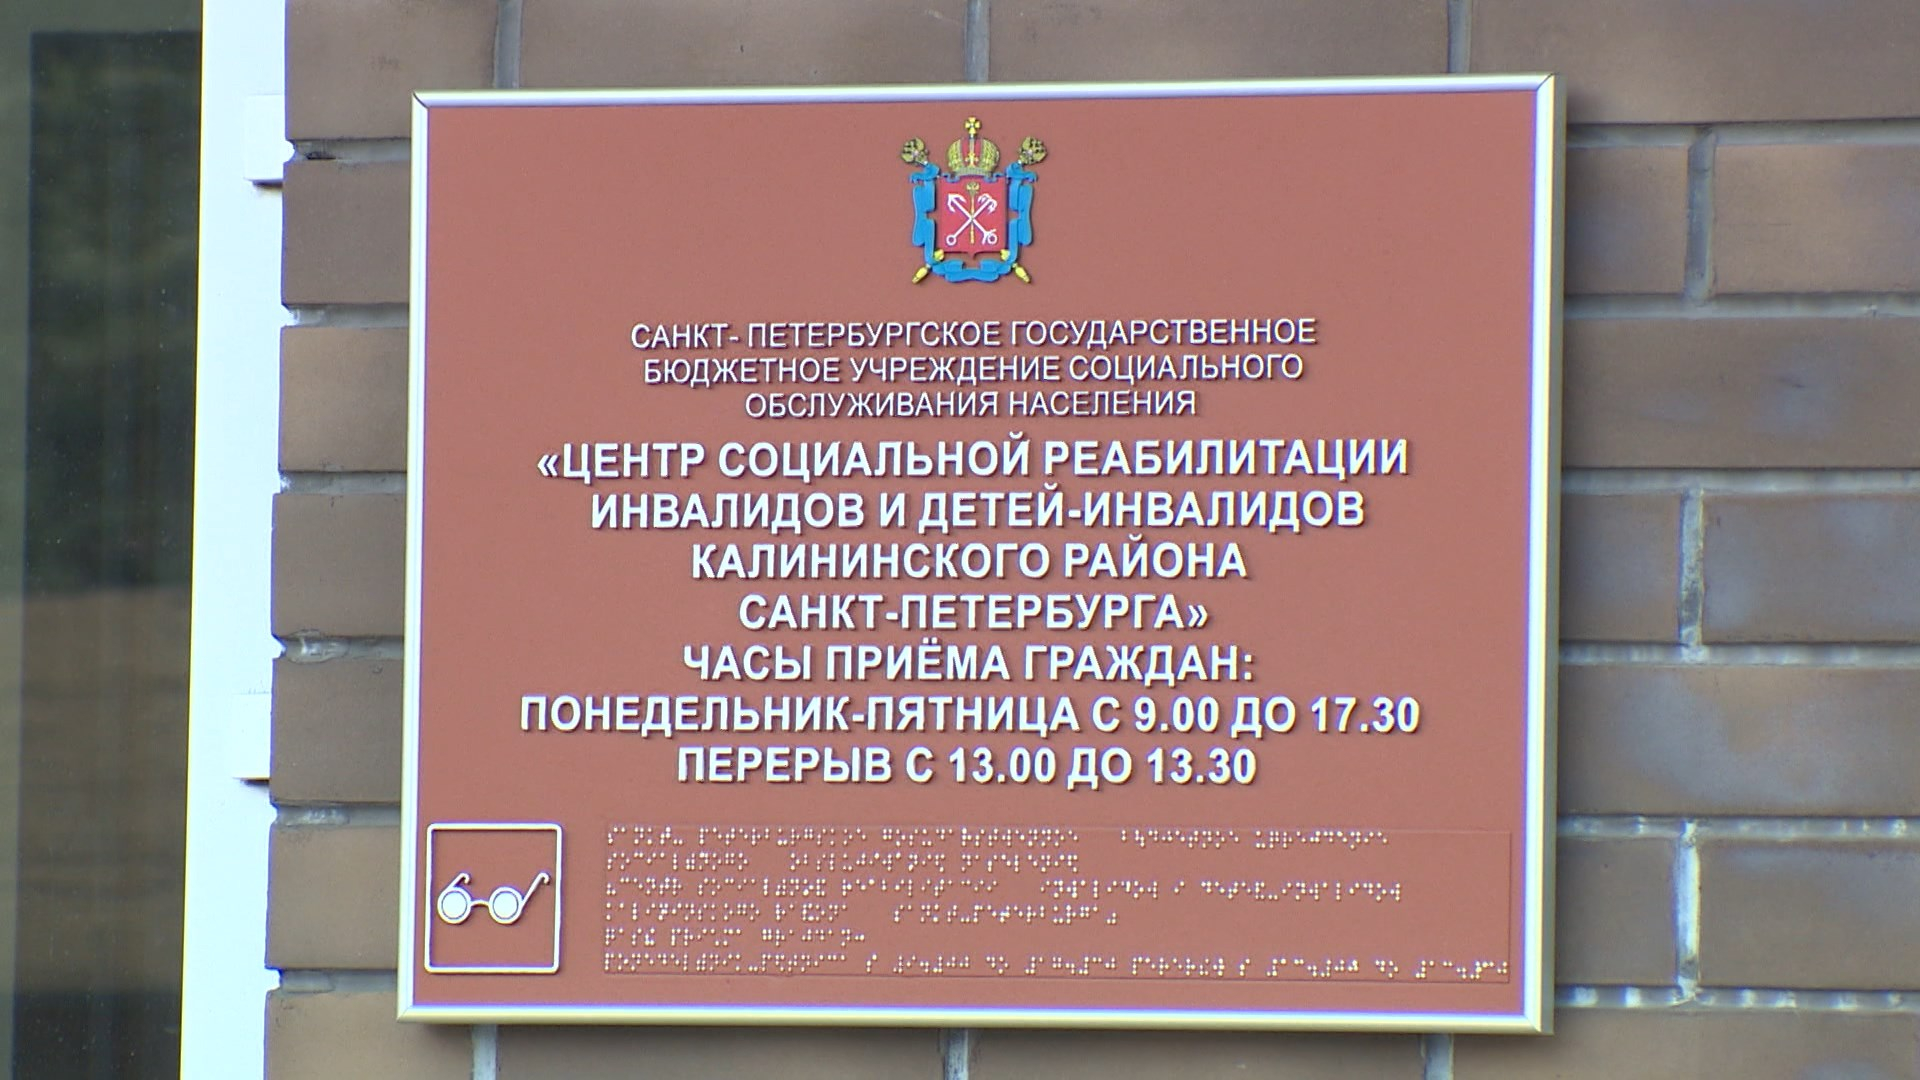 САНКТ- ПЕТЕРБУРГСКОЕ ГОСУДАРСТВЕННОЕ
БЮДЖЕТНОЕ УЧРЕЖДЕНИЕ СОЦИАЛЬНОГО
ОБСЛУЖИВАНИЯ НАСЕЛЕНИЯ
«ЦЕНТР СОЦИАЛЬНОЙ РЕАБИЛИТАЦИИ
ИНВАЛИДОВ И ДЕТЕЙ-ИНВАЛИДОВ
КАЛИНИНСКОГО РАЙОНА
САНКТ-ПЕТЕРБУРГА»
ЧАСЫ ПРИЁМА ГРАЖДАН:
ПОНЕДЕЛЬНИК-ПЯТНИЦА С 9.00 ДО 17.30
ПЕРЕРЫВ С 13.00 ДО 13.30